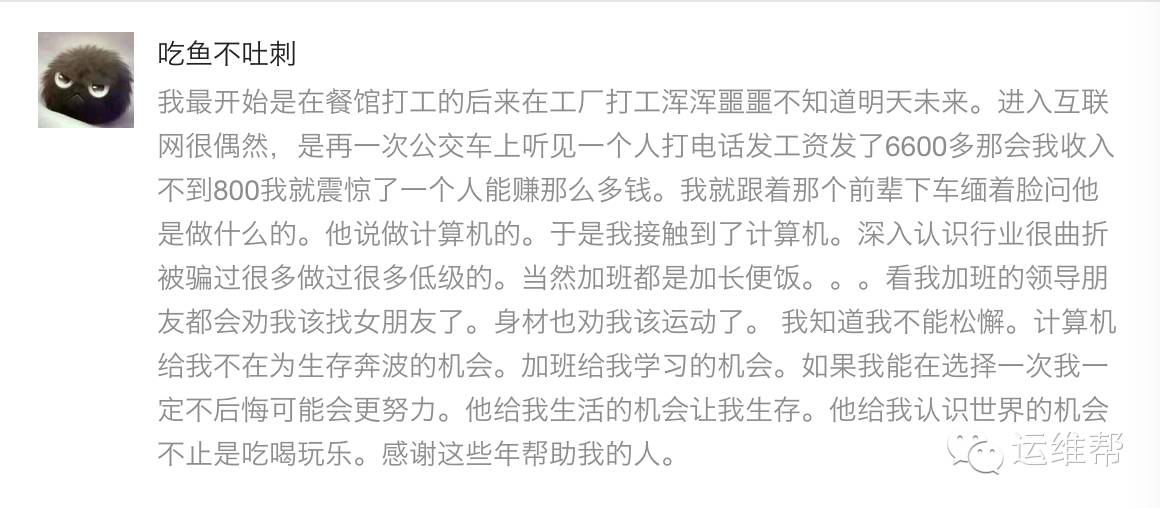 吃鱼不吐刺
我最开始是在餐馆打工的后来在工厂打工浑浑噩噩不知道明天未来。进入互联
网很偶然，是再一次公交车上听见一个人打电话发工资发了6600多那会我收入
不到800我就震惊了一个人能赚那么多钱。我就跟着那个前辈下车缅着脸问他
是做什么的。他说做计算机的。于是我接触到了计算机。深入认识行业很曲折
被骗过很多做过很多低级的。当然加班都是加长便饭。。。看我加班的领导朋
友都会劝我该找女朋友了。身材也劝我该运动了。 我知道我不能松懈。计算机
给我不在为生存奔波的机会。加班给我学习的机会。如果我能在选择一次我一
定不后悔可能会更努力。他给我生活的机会让我生存。他给我认识世界的机会
不止是吃喝玩乐。感谢这些年帮助我的人。
运维帮